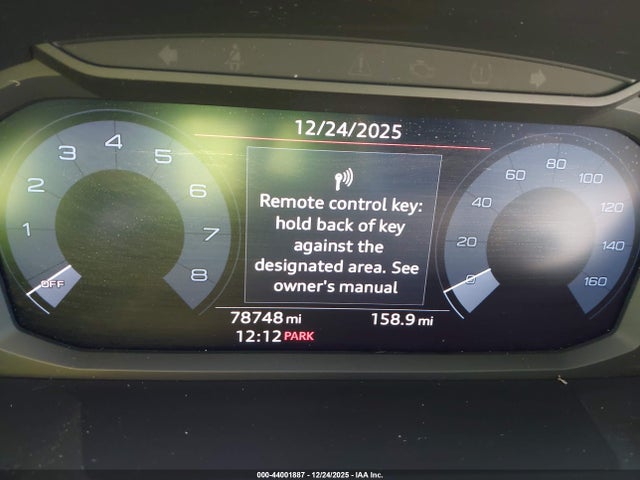 12/24/2025
Remote control key:
hold back of key
against the
designated area. See
owner's manual
1 2 3 4 5 6 7 8
OFF
0 20 40 60 80 100 120 140 160
78748 mi 158.9 mi
12:12 PARK
000-44001887 - 12/24/2025 - IAA Inc.